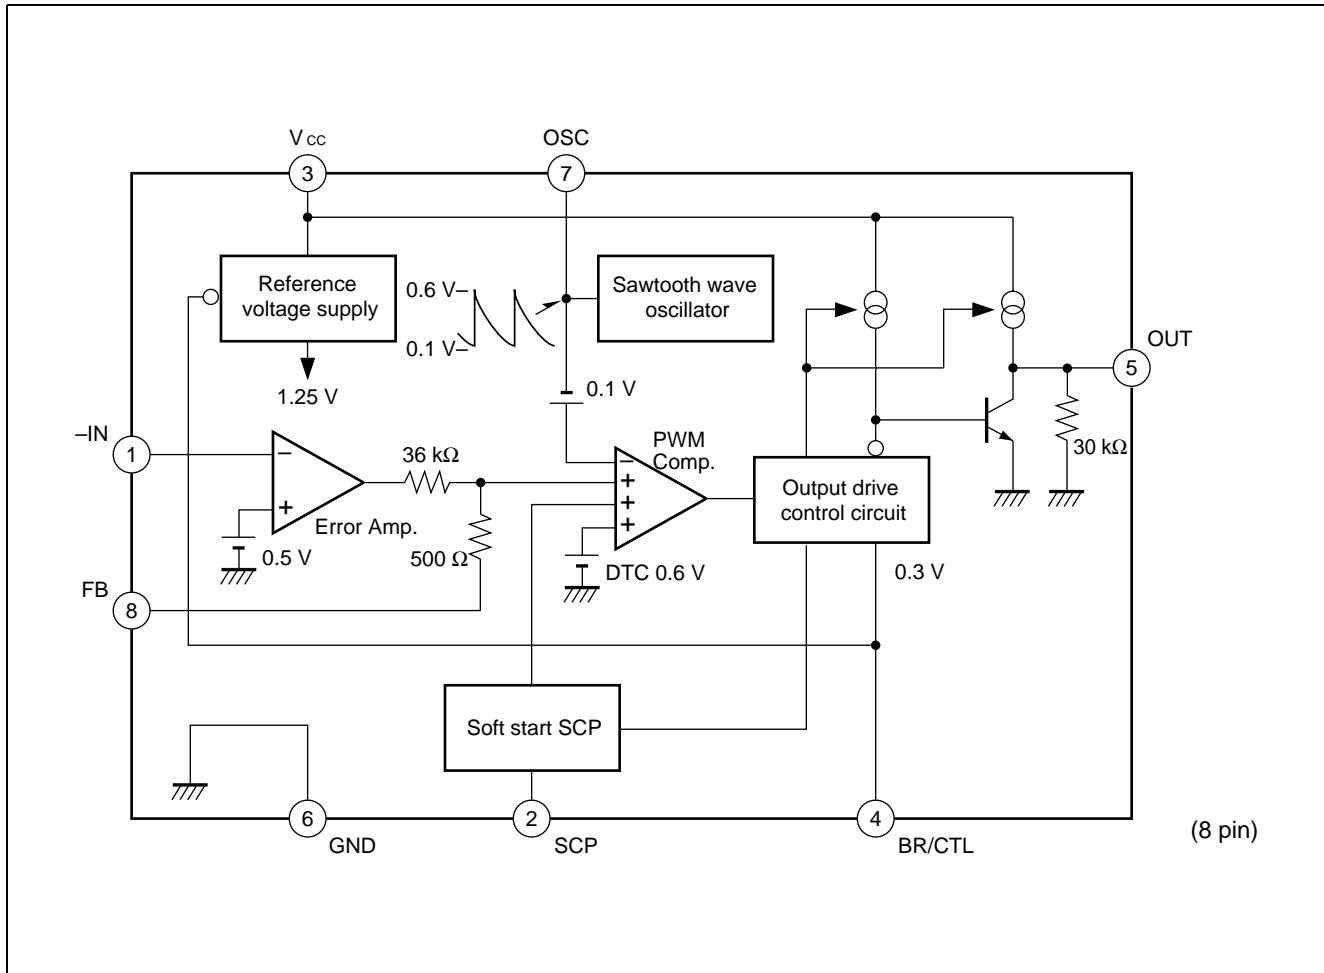 V CC
OSC
3
7
Reference
voltage supply
0.6 V–
0.1 V–
Sawtooth wave
oscillator
1.25 V
0.1 V
OUT
5
–IN
1
–
+
Error Amp.
0.5 V
36 kΩ
500 Ω
PWM
Comp.
–
+
+
+
DTC 0.6 V
Output drive
control circuit
30 kΩ
0.3 V
FB
8
Soft start SCP
6
GND
2
SCP
4
BR/CTL
(8 pin)